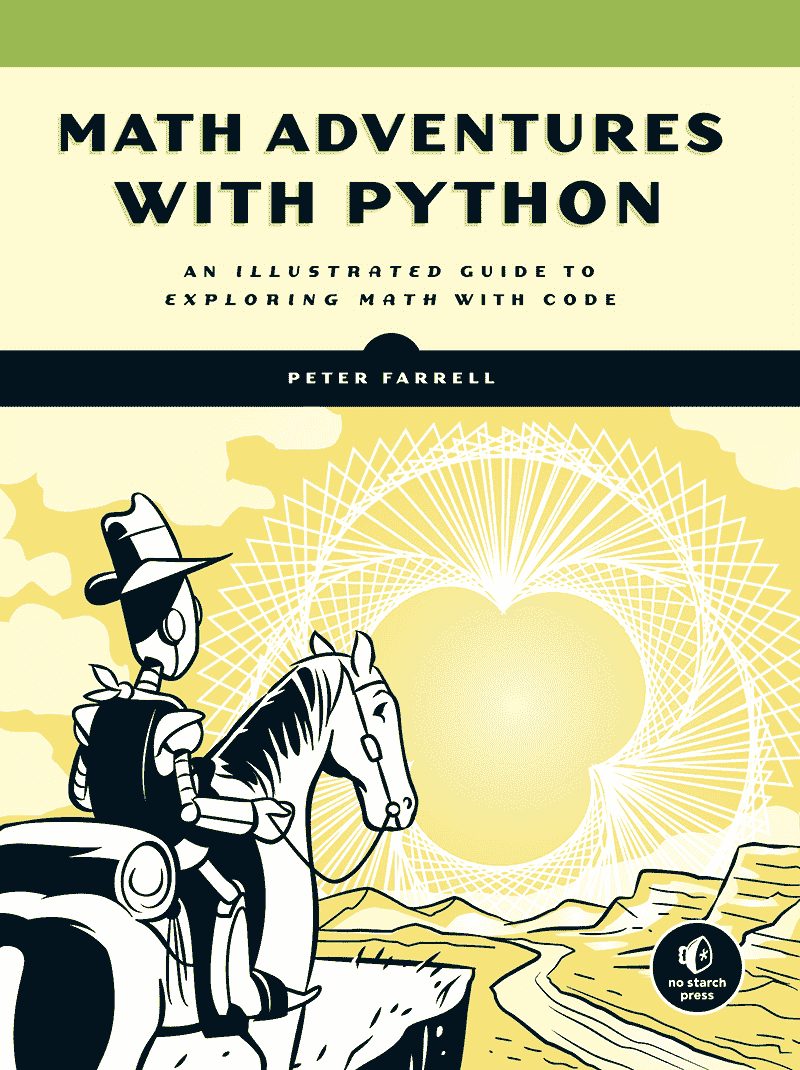 MATH ADVENTURES
WITH PYTHON
AN ILLUSTRATED GUIDE TO
EXPLORING MATH WITH CODE
PETER FARRELL
no starch
press